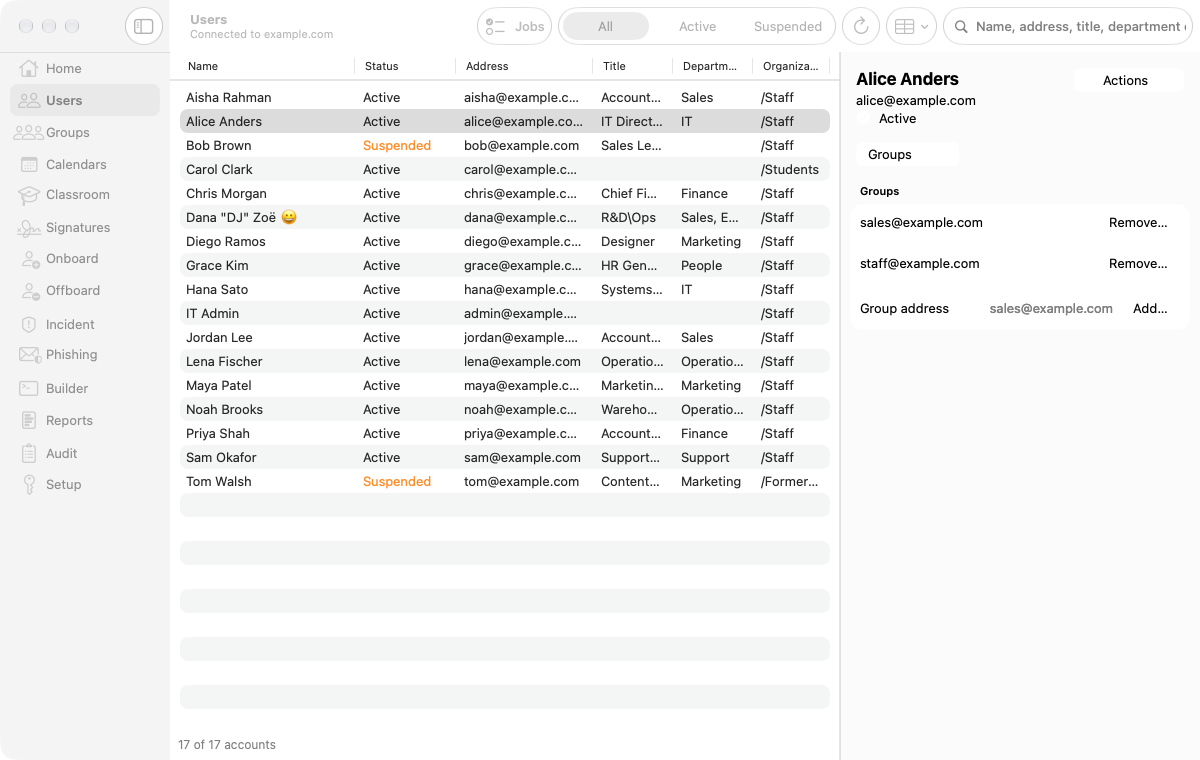 Users
Connected to example.com
Jobs
All
Active
Suspended
Name, address, title, department
Home
Users
Groups
Calendars
Classroom
Signatures
Onboard
Offboard
Incident
Phishing
Builder
Reports
Audit
Setup
Name Status Address Title Departm... Organiza...
Aisha Rahman Active aisha@example.c... Account... Sales /Staff
Alice Anders Active alice@example.co... IT Direct... IT /Staff
Bob Brown Suspended bob@example.com Sales Le... /Staff
Carol Clark Active carol@example.c... /Students
Chris Morgan Active chris@example.c... Chief Fi... Finance /Staff
Dana "DJ" Zoë 😀 Active dana@example.c... R&D\Ops Sales, E... /Staff
Diego Ramos Active diego@example.c... Designer Marketing /Staff
Grace Kim Active grace@example.c... HR Gen... People /Staff
Hana Sato Active hana@example.c... Systems... IT /Staff
IT Admin Active admin@example.... /Staff
Jordan Lee Active jordan@example.... Account... Sales /Staff
Lena Fischer Active lena@example.com Operatio... Operatio... /Staff
Maya Patel Active maya@example.c... Marketin... Marketing /Staff
Noah Brooks Active noah@example.c... Wareho... Operatio... /Staff
Priya Shah Active priya@example.c... Account... Finance /Staff
Sam Okafor Active sam@example.com Support... Support /Staff
Tom Walsh Suspended tom@example.com Content... Marketing /Former...
17 of 17 accounts
Alice Anders
Actions
alice@example.com
Active
Groups
Groups
sales@example.com Remove...
staff@example.com Remove...
Group address sales@example.com Add...